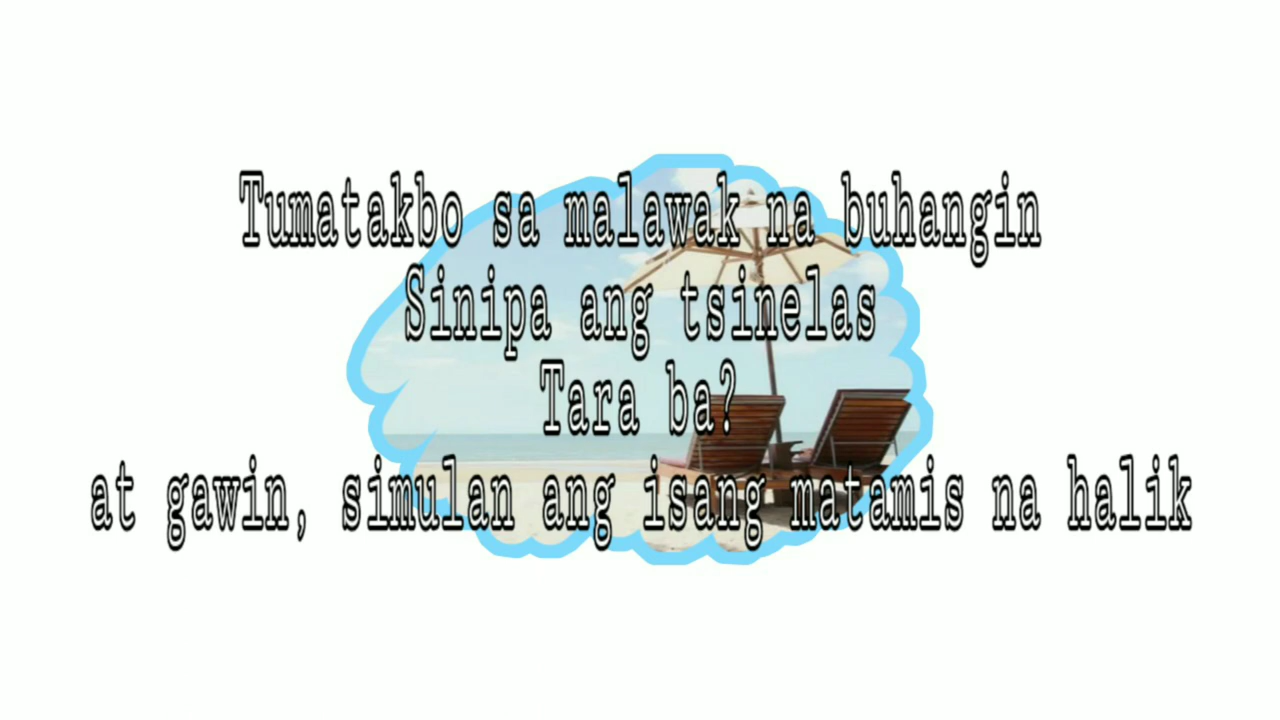 Tumatakbo sa malawak na buhangin
Sinipa ang tsinelas
Tara ba?
at gawin, simulan ang isang matamis na halik